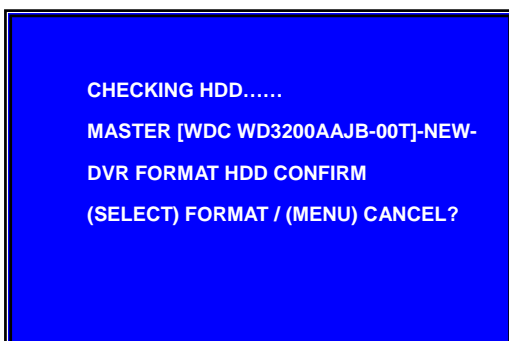 CHECKING HDD……
MASTER [WDC WD3200AAJB-00T]-NEW-
DVR FORMAT HDD CONFIRM
(SELECT) FORMAT / (MENU) CANCEL?